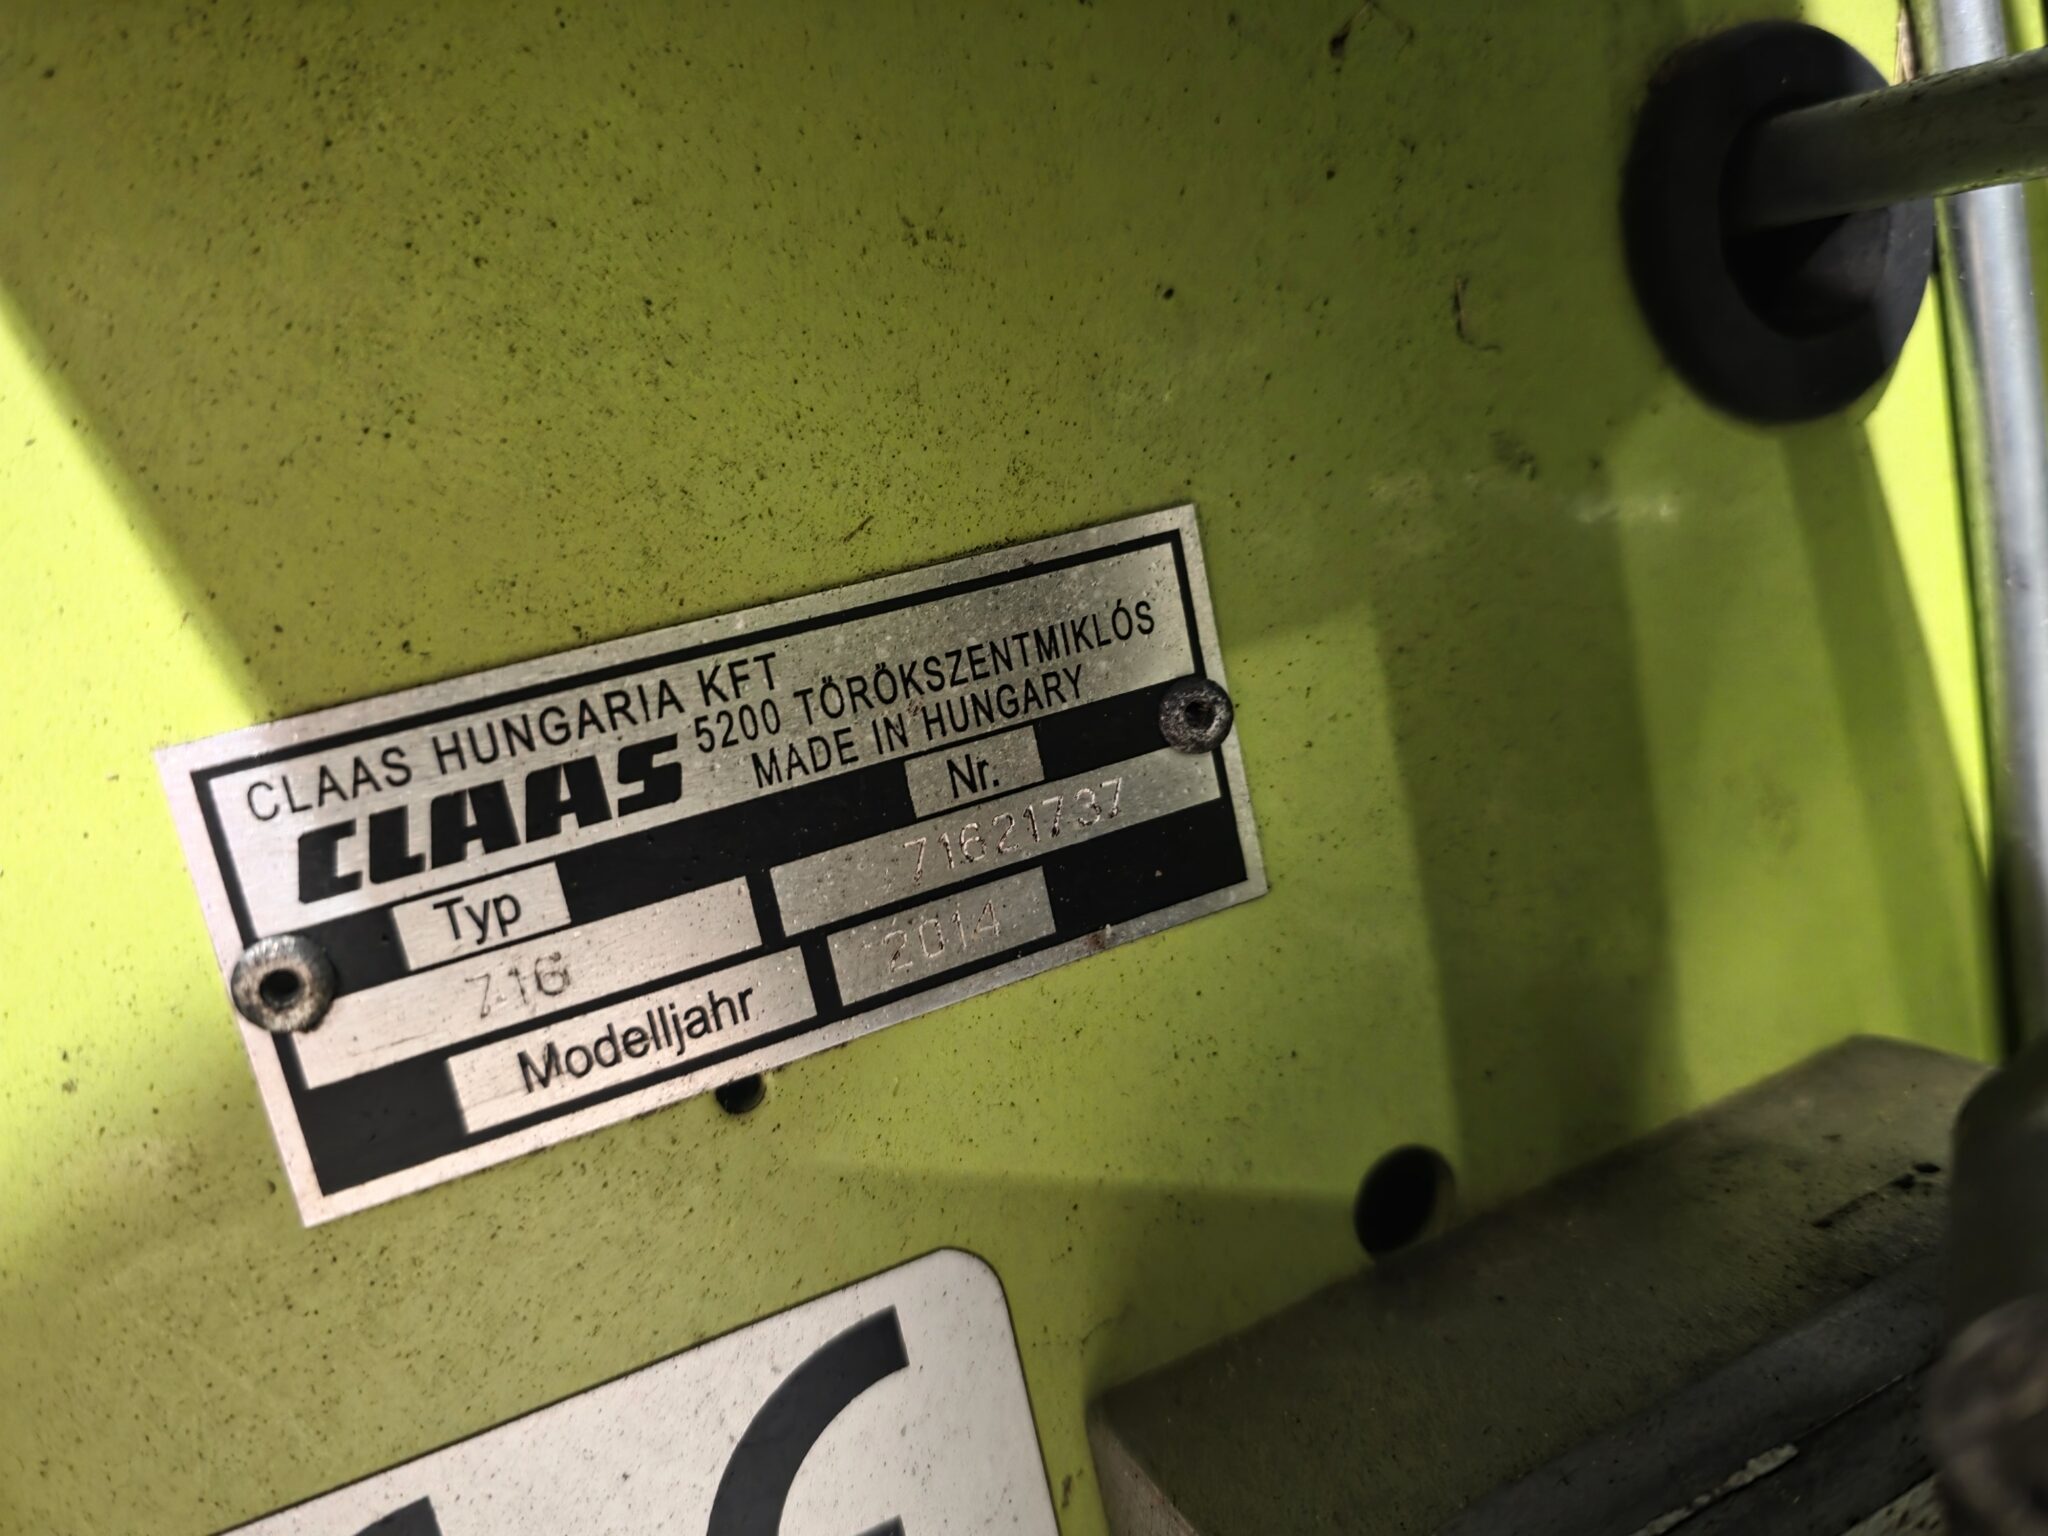 CLAAS HUNGARIA KFT
5200 TÖRÖKSZENTMIKLÓS
CLAAS
MADE IN HUNGARY
Typ
Nr.
716
71621737
Modelljahr
2014